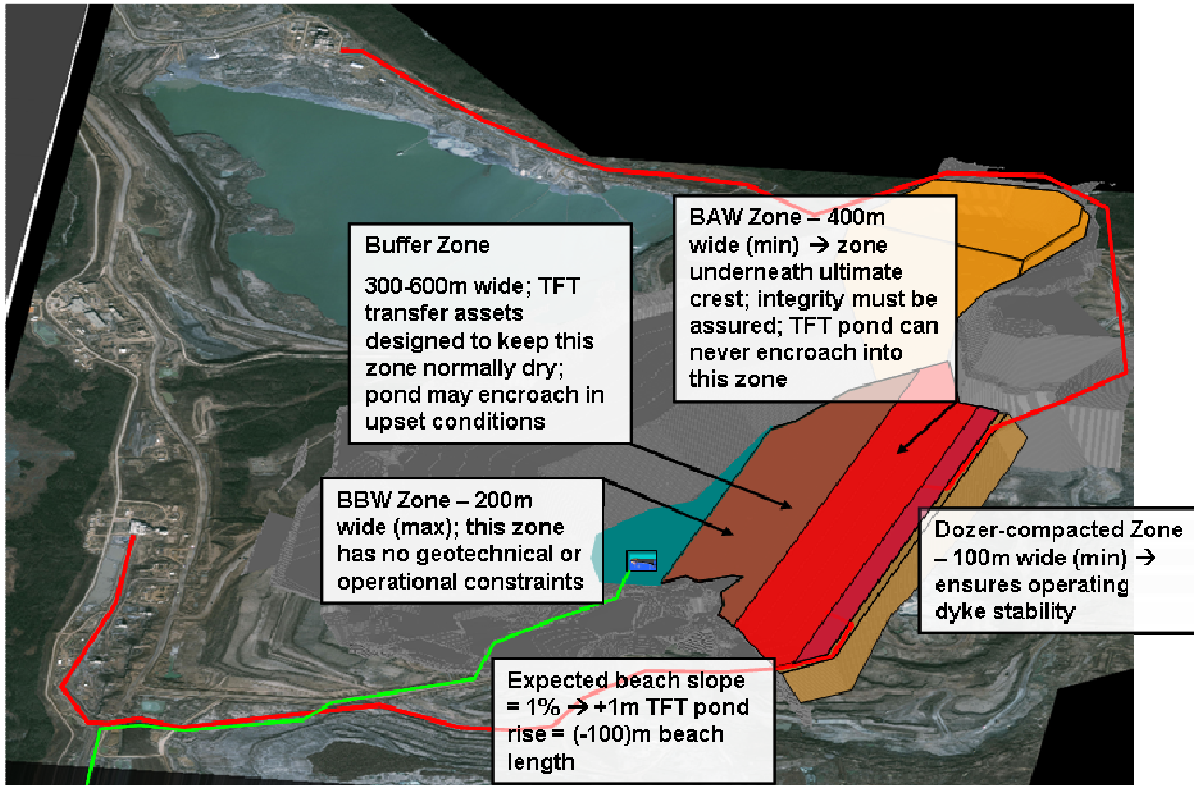 Buffer Zone
300-600m wide; TFT
transfer assets
designed to keep this
zone normally dry;
pond may encroach in
upset conditions
BAW Zone – 400m
wide (min) → zone
underneath ultimate
crest; integrity must be
assured; TFT pond can
never encroach into
this zone
BBW Zone – 200m
wide (max); this zone
has no geotechnical or
operational constraints
Dozer-compacted Zone
– 100m wide (min) →
ensures operating
dyke stability
Expected beach slope
= 1% → +1m TFT pond
rise = (-100)m beach
length